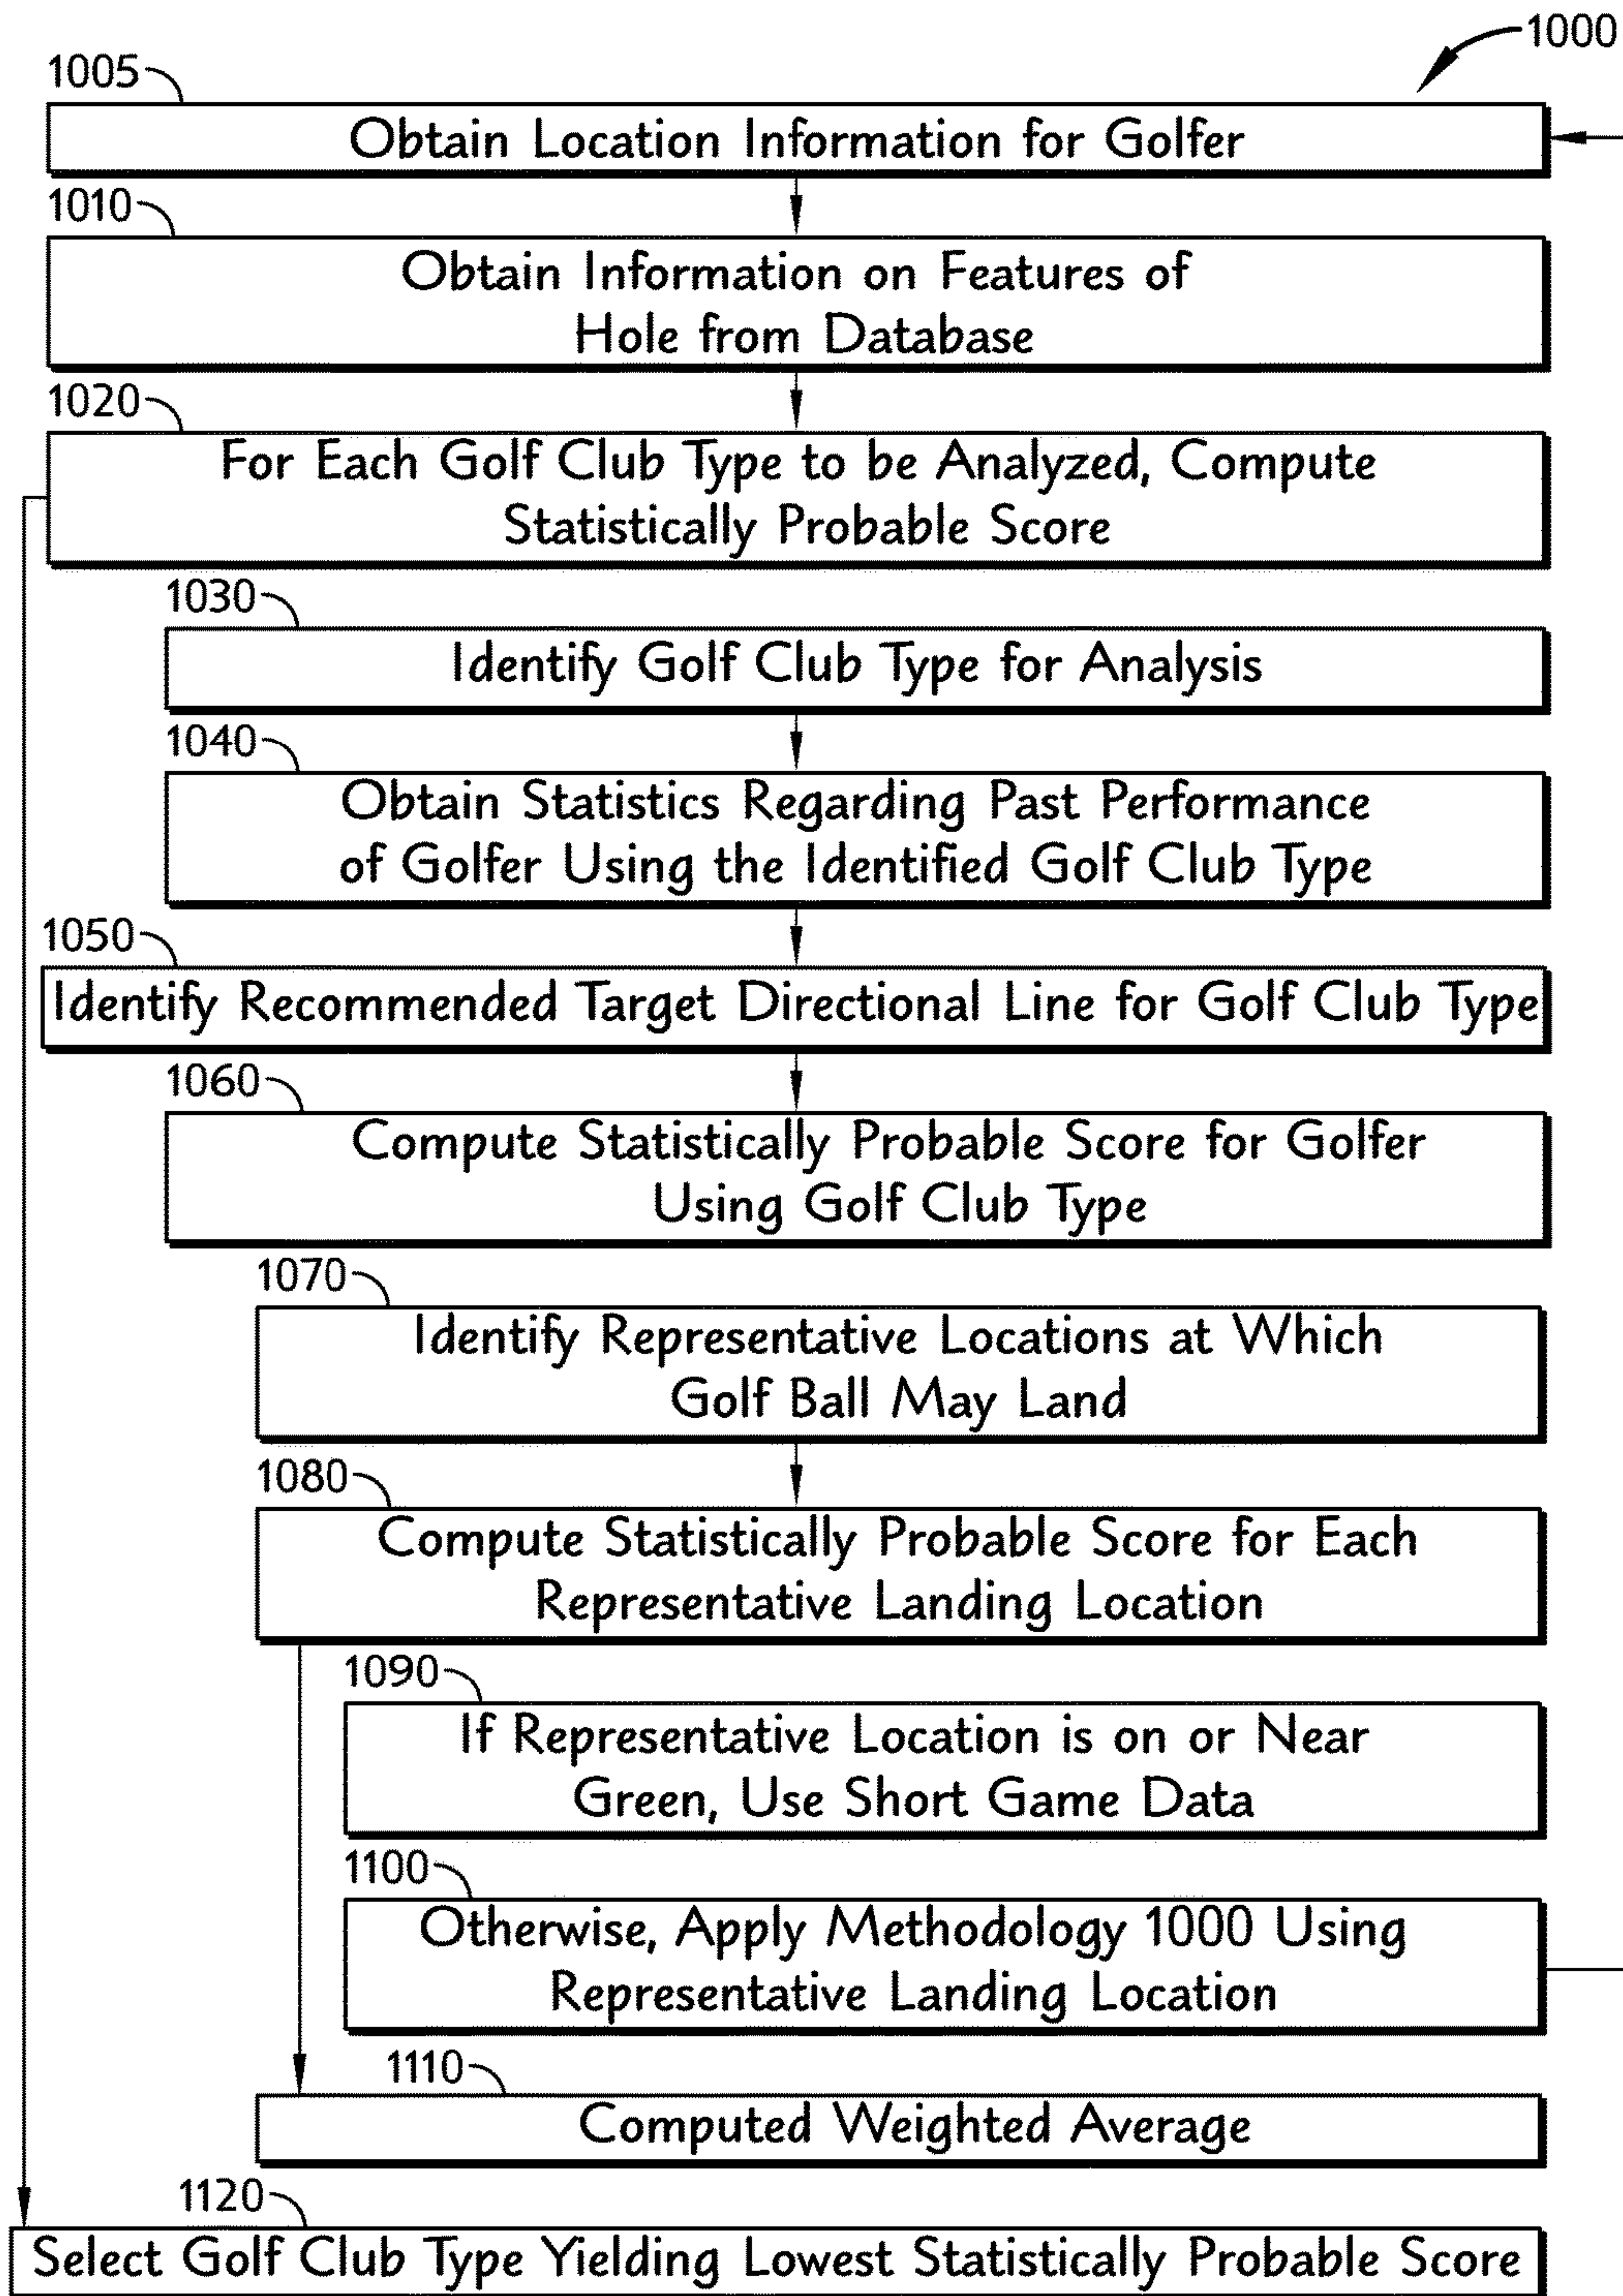 1000
1005
Obtain Location Information for Golfer
1010
Obtain Information on Features of
Hole from Database
1020
For Each Golf Club Type to be Analyzed, Compute
Statistically Probable Score
1030
Identify Golf Club Type for Analysis
1040
Obtain Statistics Regarding Past Performance
of Golfer Using the Identified Golf Club Type
1050
Identify Recommended Target Directional Line for Golf Club Type
1060
Compute Statistically Probable Score for Golfer
Using Golf Club Type
1070
Identify Representative Locations at Which
Golf Ball May Land
1080
Compute Statistically Probable Score for Each
Representative Landing Location
1090
If Representative Location is on or Near
Green, Use Short Game Data
1100
Otherwise, Apply Methodology 1000 Using
Representative Landing Location
1110
Computed Weighted Average
1120
Select Golf Club Type Yielding Lowest Statistically Probable Score